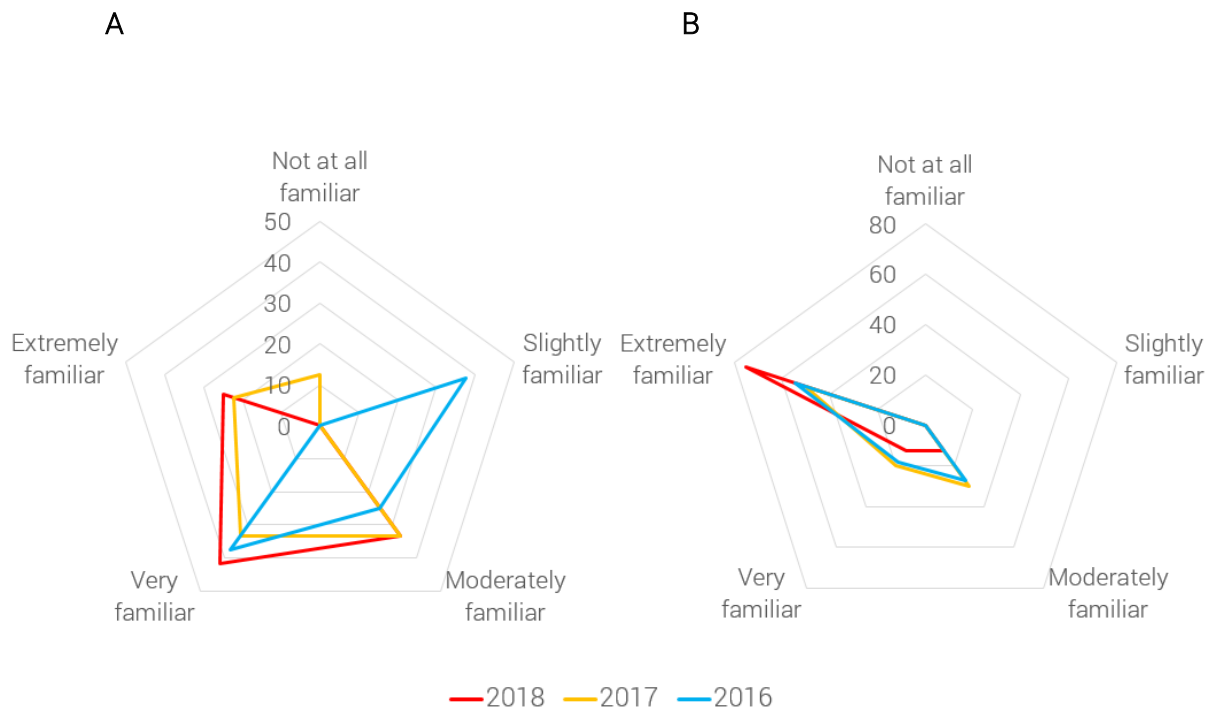 A
B
Not at all
familiar
50
40
30
20
10
0
Extremely
familiar
Slightly
familiar
Very
familiar
Moderately
familiar
Not at all
familiar
80
60
40
20
0
Extremely
familiar
Slightly
familiar
Very
familiar
Moderately
familiar
2018 2017 2016